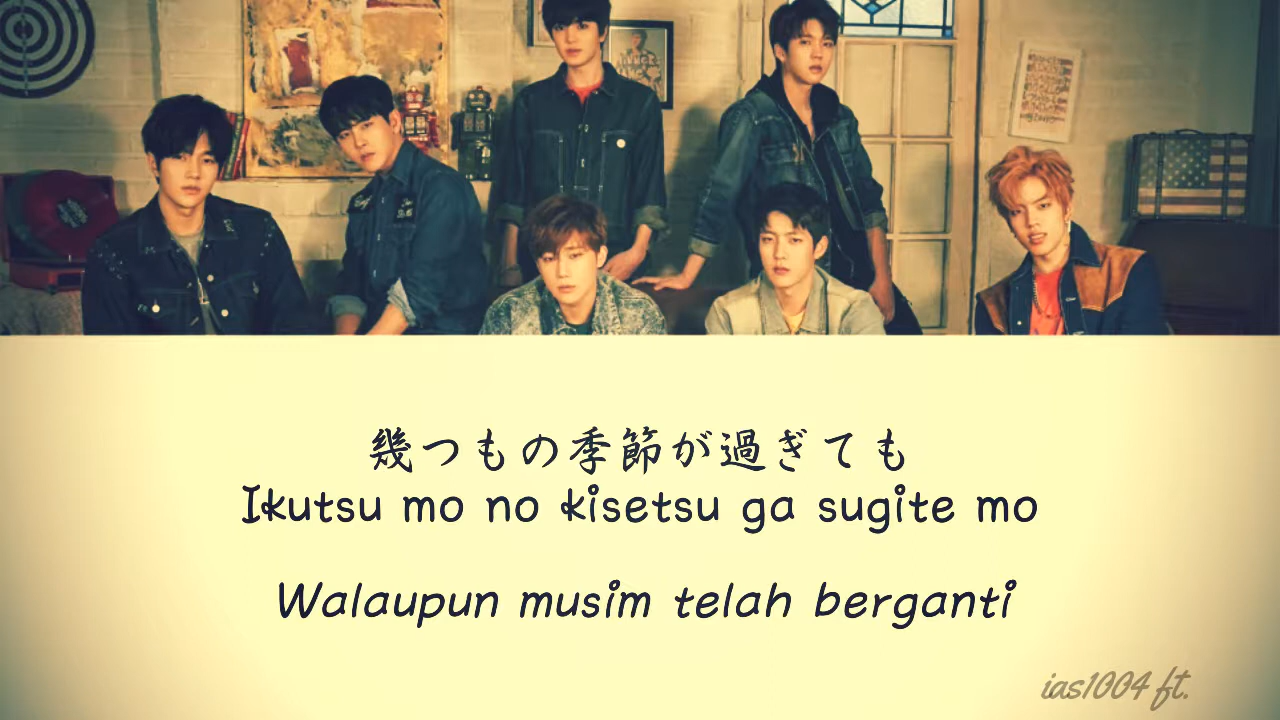 幾つもの季節が過ぎても
Ikutsu mo no kisetsu ga sugite mo
Walaupun musim telah berganti
ias1004 ft.